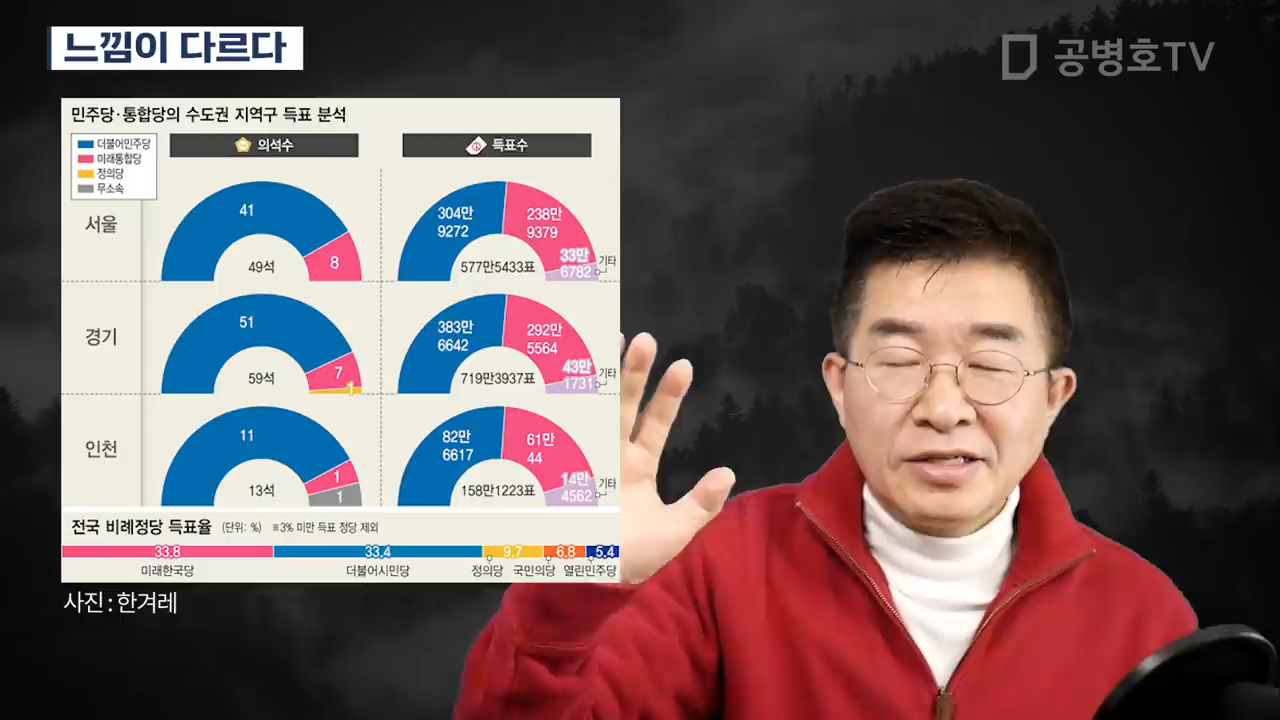 느낌이 다르다
공병호TV
민주당·통합당의 수도권 지역구 득표 분석
더불어민주당
미래통합당
정의당
무소속
의석수
득표수
서울
41
8
49석
304만
9272
238만
9379
33만
6782
기타
577만5433표
경기
51
7
1
59석
383만
6642
292만
5564
43만
1731
기타
719만3937표
인천
11
1
1
13석
82만
6617
61만
44
14만
4562
기타
158만1223표
전국 비례정당 득표율 (단위: %) ※3% 미만 득표 정당 제외
33.8 33.4 9.7 6.8 5.4
미래한국당 더불어시민당 정의당 국민의당 열린민주당
사진 : 한겨레